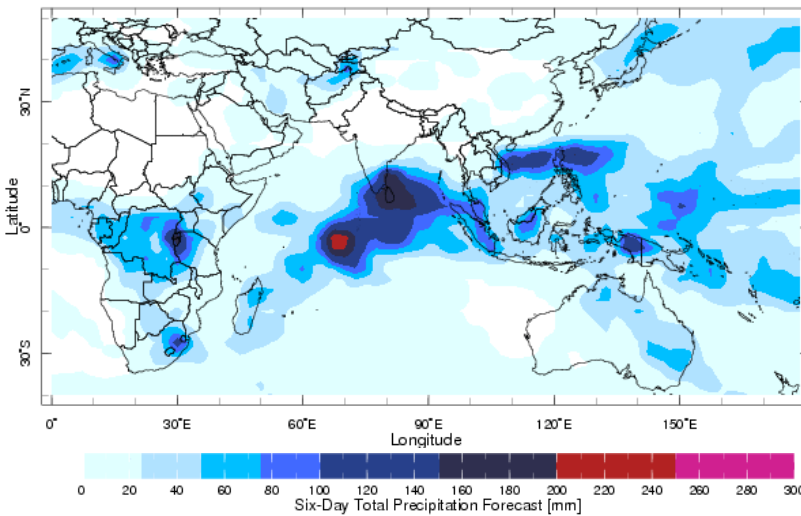 30°N
Latitude
0°
30°S
0° 30°E 60°E 90°E 120°E 150°E
Longitude
0 20 40 60 80 100 120 140 160 180 200 220 240 260 280 300
Six-Day Total Precipitation Forecast [mm]